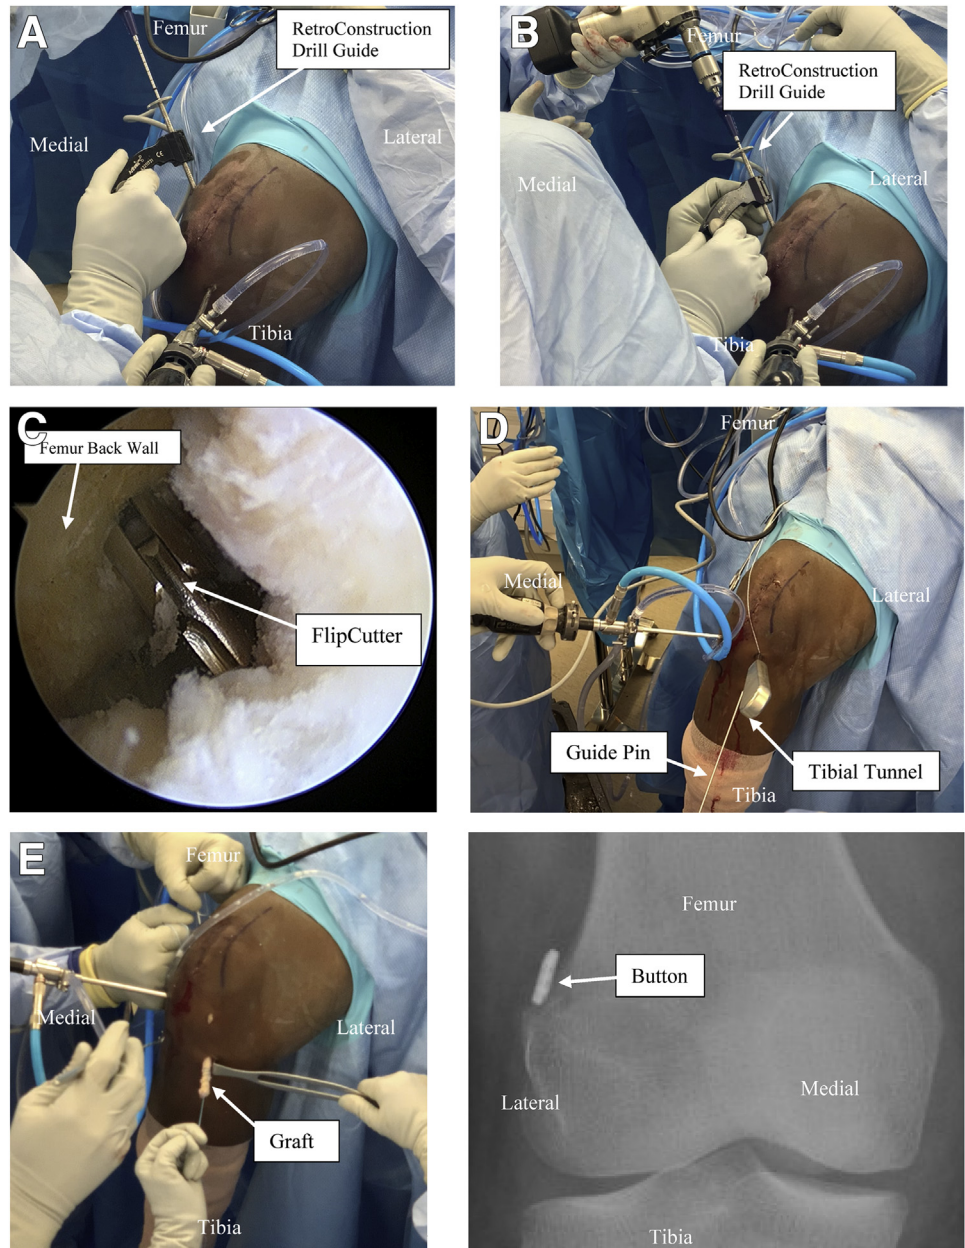 A
Femur
RetroConstruction
Drill Guide
Medial
Lateral
CE
Tibia
B
Femur
RetroConstruction
Drill Guide
Medial
Lateral
Tibia
C
Femur Back Wall
FlipCutter
D
Femur
Medial
Lateral
Guide Pin
Tibial Tunnel
Tibia
E
Femur
Medial
Lateral
Graft
Tibia
Femur
Button
Lateral
Medial
Tibia